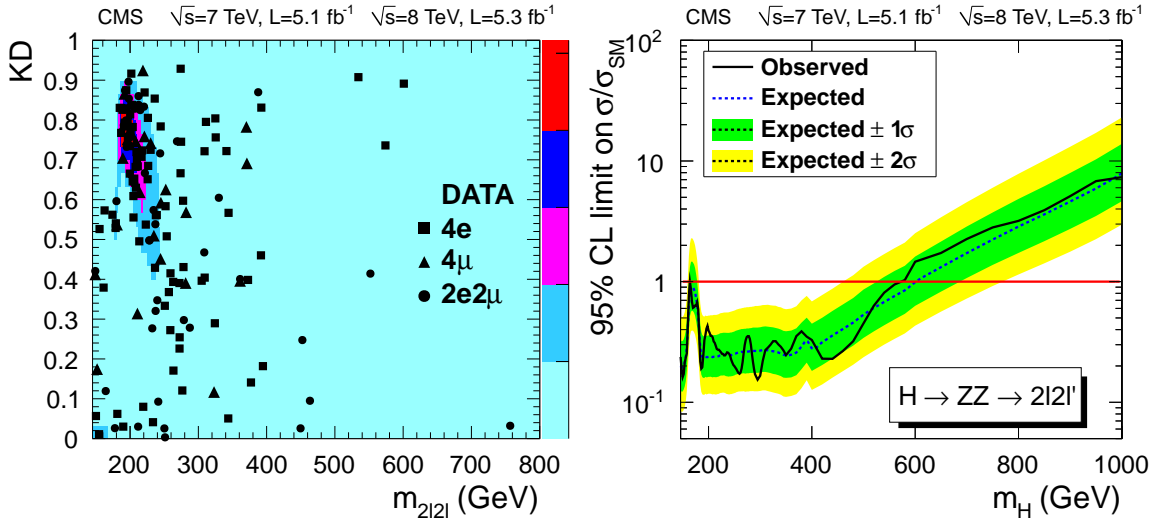 CMS √s=7 TeV, L=5.1 fb⁻¹ √s=8 TeV, L=5.3 fb⁻¹
KD
1
0.9
0.8
0.7
0.6
0.5
0.4
0.3
0.2
0.1
0
DATA
4e
4μ
2e2μ
200 300 400 500 600 700 800
m₂ₗ₂ₗ (GeV)
CMS √s=7 TeV, L=5.1 fb⁻¹ √s=8 TeV, L=5.3 fb⁻¹
95% CL limit on σ/σ_SM
10²
10
1
10⁻¹
Observed
Expected
Expected ± 1σ
Expected ± 2σ
H → ZZ → 2l2l'
200 400 600 800 1000
m_H (GeV)